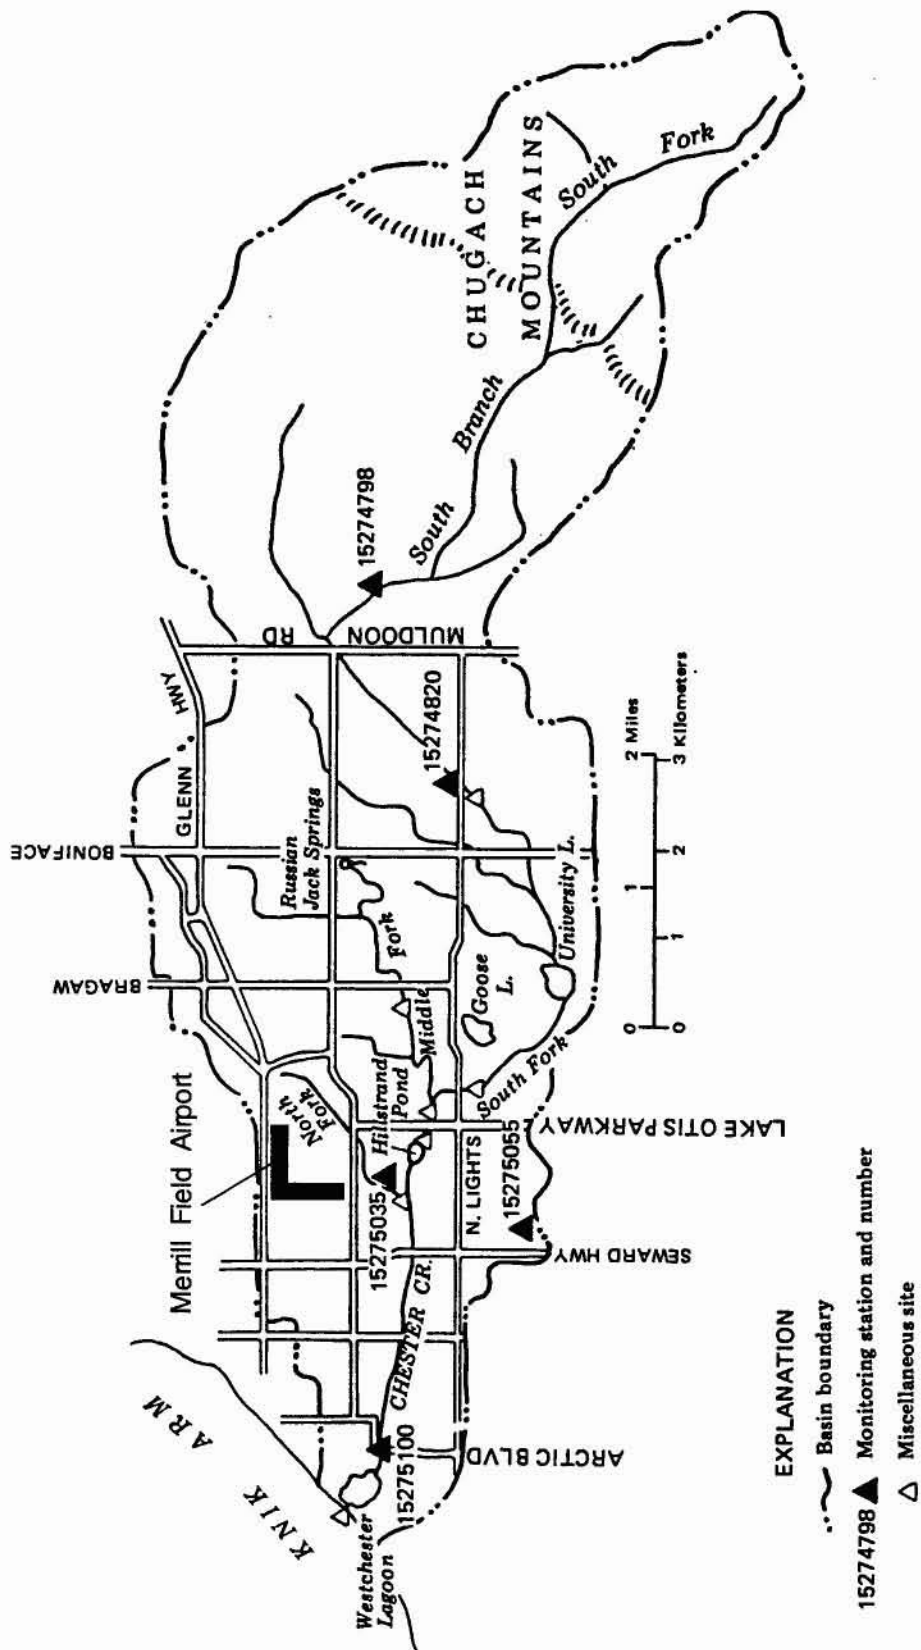 KNIK ARM
Westchester
Lagoon
15275100
ARCTIC BLVD
CHESTER CR.
Merrill Field Airport
North
Fork
15275035
Hillstrand
Pond
N. LIGHTS
SEWARD HWY
15275055
LAKE OTIS PARKWAY
South Fork
Middle Fork
Goose
L.
University L.
BRAGAW
BONIFACE
GLENN HWY
Russian
Jack Springs
15274820
MULDOON RD
15274798
South Branch
South Fork
CHUGACH
MOUNTAINS
0 1 2 Miles
0 1 2 3 Kilometers
EXPLANATION
Basin boundary
15274798 Monitoring station and number
Miscellaneous site